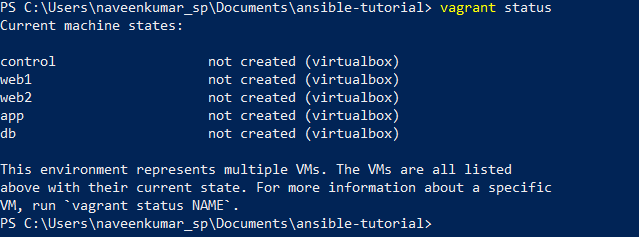 PS C:\Users\naveenkumar_sp\Documents\ansible-tutorial> vagrant status
Current machine states:
control                   not created (virtualbox)
web1                      not created (virtualbox)
web2                      not created (virtualbox)
app                       not created (virtualbox)
db                        not created (virtualbox)
This environment represents multiple VMs. The VMs are all listed
above with their current state. For more information about a specific
VM, run `vagrant status NAME`.
PS C:\Users\naveenkumar_sp\Documents\ansible-tutorial>